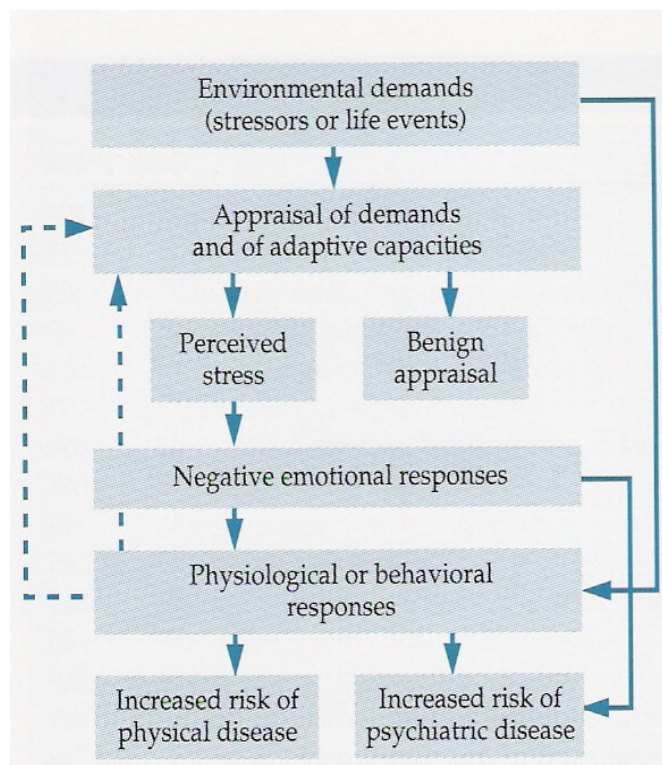 Environmental demands
(stressors or life events)
Appraisal of demands
and of adaptive capacities
Perceived
stress
Benign
appraisal
Negative emotional responses
Physiological or behavioral
responses
Increased risk of
physical disease
Increased risk of
psychiatric disease